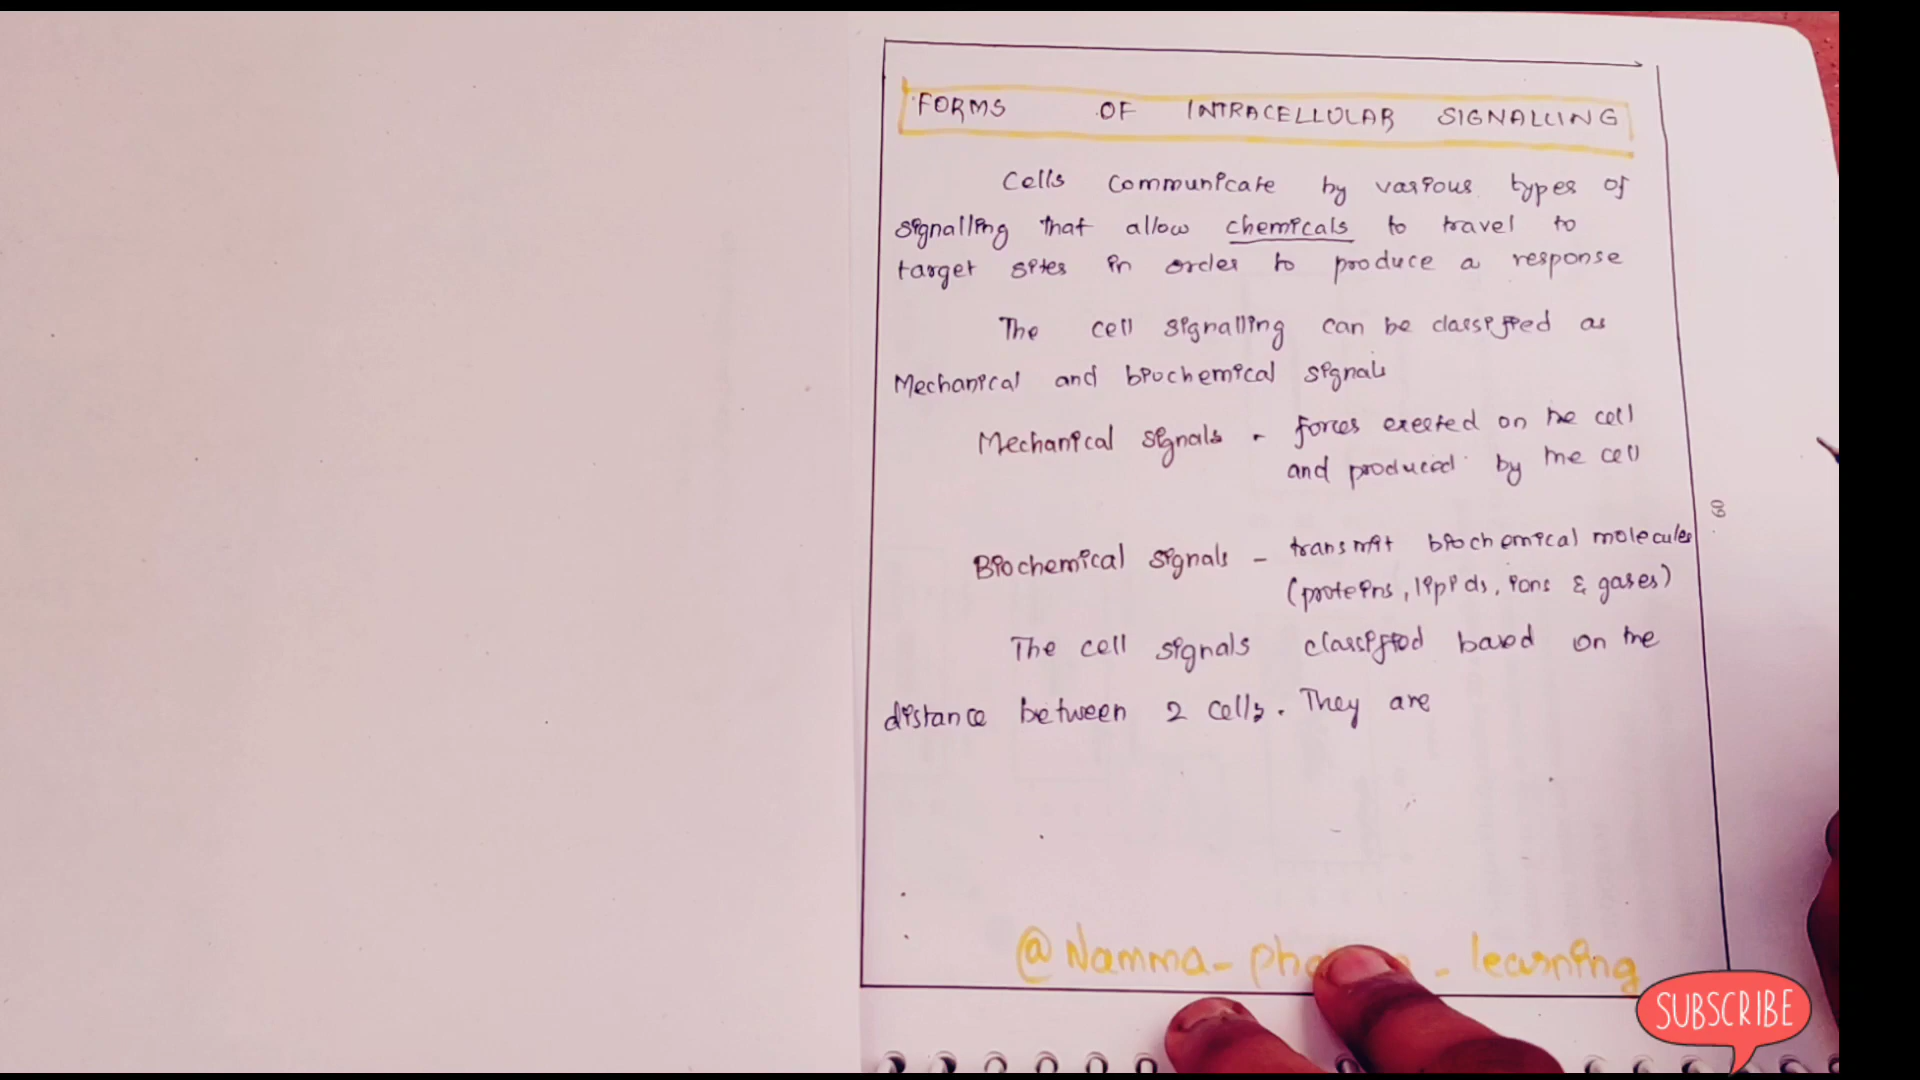 FORMS OF INTRACELLULAR SIGNALLING
Cells communicate by various types of
signalling that allow chemicals to travel to
target sites in order to produce a response
The cell signalling can be classified as
Mechanical and biochemical signals
Mechanical signals - forces exerted on the cell
and produced by the cell
Biochemical signals - transmit biochemical molecules
(proteins, lipids, ions & gases)
The cell signals classified based on the
distance between 2 cells. They are
@Namma- - learning
SUBSCRIBE